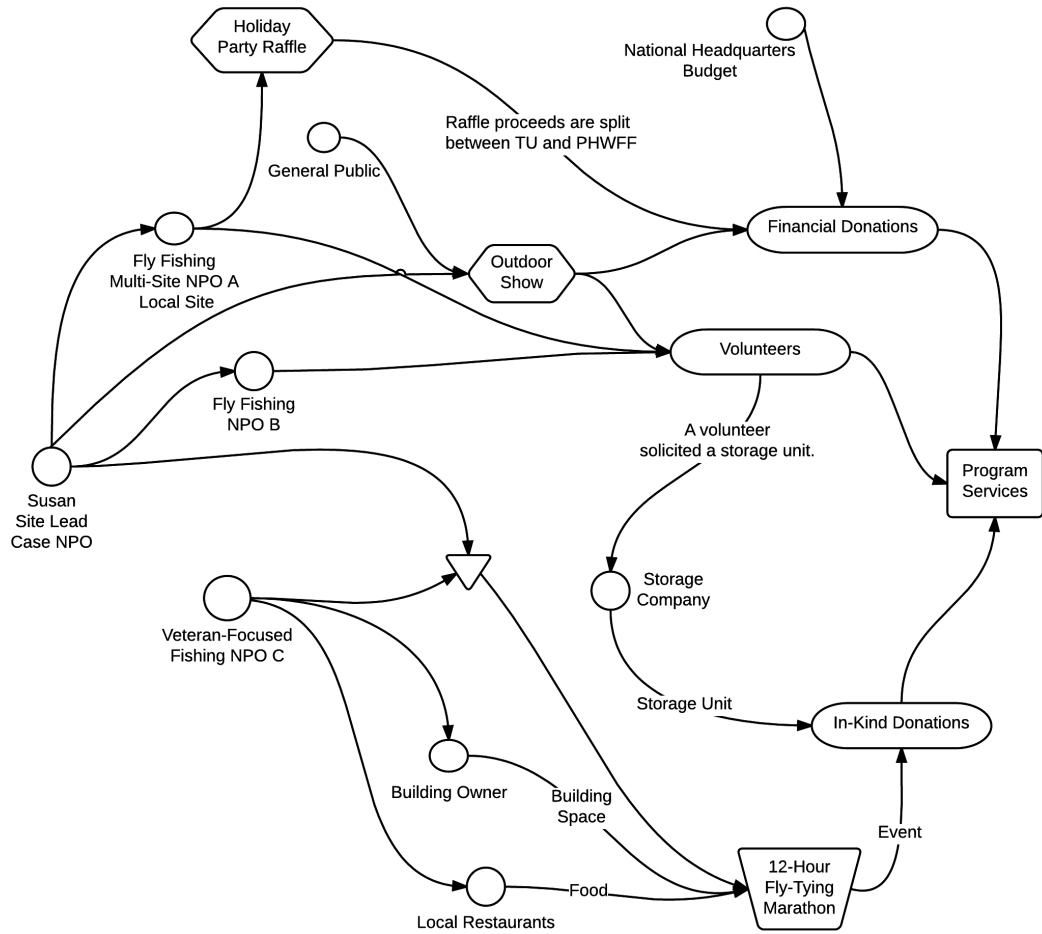 Holiday
Party Raffle
National Headquarters
Budget
Raffle proceeds are split
between TU and PHWFF
General Public
Financial Donations
Fly Fishing
Multi-Site NPO A
Local Site
Outdoor
Show
Volunteers
Fly Fishing
NPO B
A volunteer
solicited a storage unit.
Program
Services
Susan
Site Lead
Case NPO
Storage
Company
Veteran-Focused
Fishing NPO C
Storage Unit
In-Kind Donations
Building Owner
Building
Space
Event
12-Hour
Fly-Tying
Marathon
Food
Local Restaurants